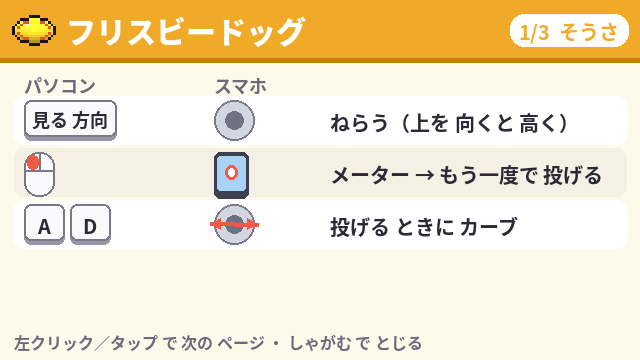 フリスビードッグ
1/3 そうさ
パソコン スマホ
見る 方向 ねらう（上を 向くと 高く）
メーター → もう一度で 投げる
A D 投げる ときに カーブ
左クリック／タップ で 次の ページ ・ しゃがむ で とじる